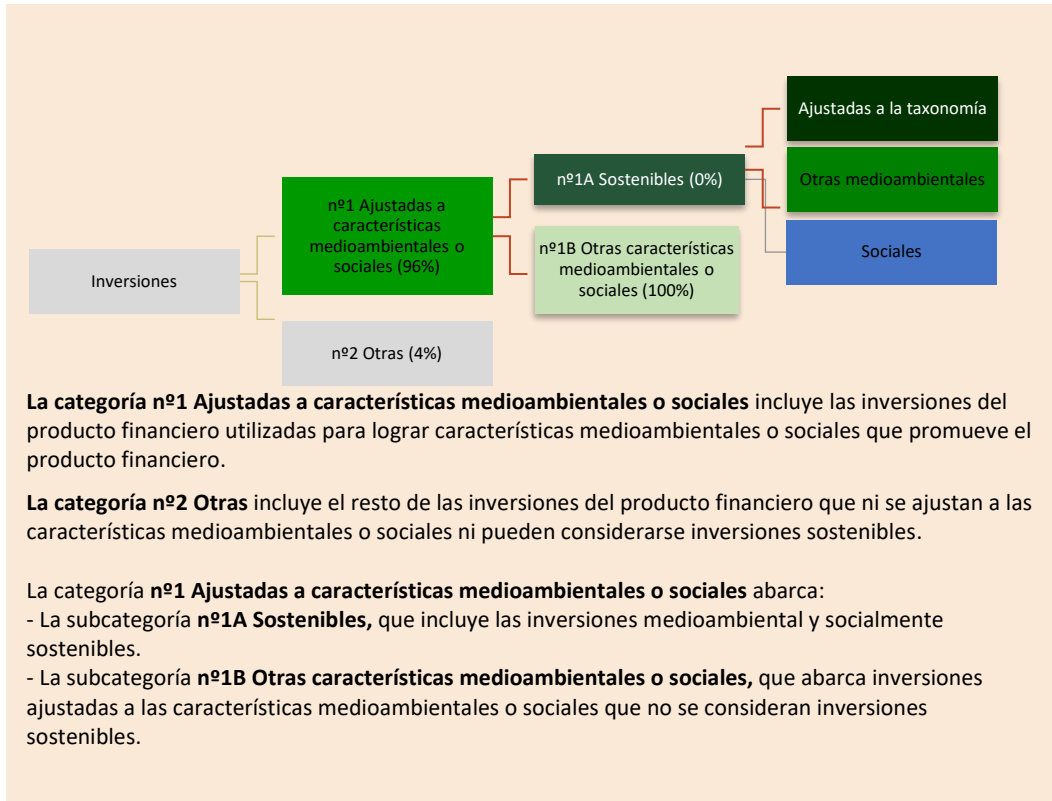 Ajustadas a la taxonomía
nº1A Sostenibles (0%)
Otras medioambientales
nº1 Ajustadas a
características
medioambientales o
sociales (96%)
nº1B Otras características
medioambientales o
sociales (100%)
Sociales
Inversiones
nº2 Otras (4%)
La categoría nº1 Ajustadas a características medioambientales o sociales incluye las inversiones del
producto financiero utilizadas para lograr características medioambientales o sociales que promueve el
producto financiero.
La categoría nº2 Otras incluye el resto de las inversiones del producto financiero que ni se ajustan a las
características medioambientales o sociales ni pueden considerarse inversiones sostenibles.
La categoría nº1 Ajustadas a características medioambientales o sociales abarca:
- La subcategoría nº1A Sostenibles, que incluye las inversiones medioambiental y socialmente
sostenibles.
- La subcategoría nº1B Otras características medioambientales o sociales, que abarca inversiones
ajustadas a las características medioambientales o sociales que no se consideran inversiones
sostenibles.